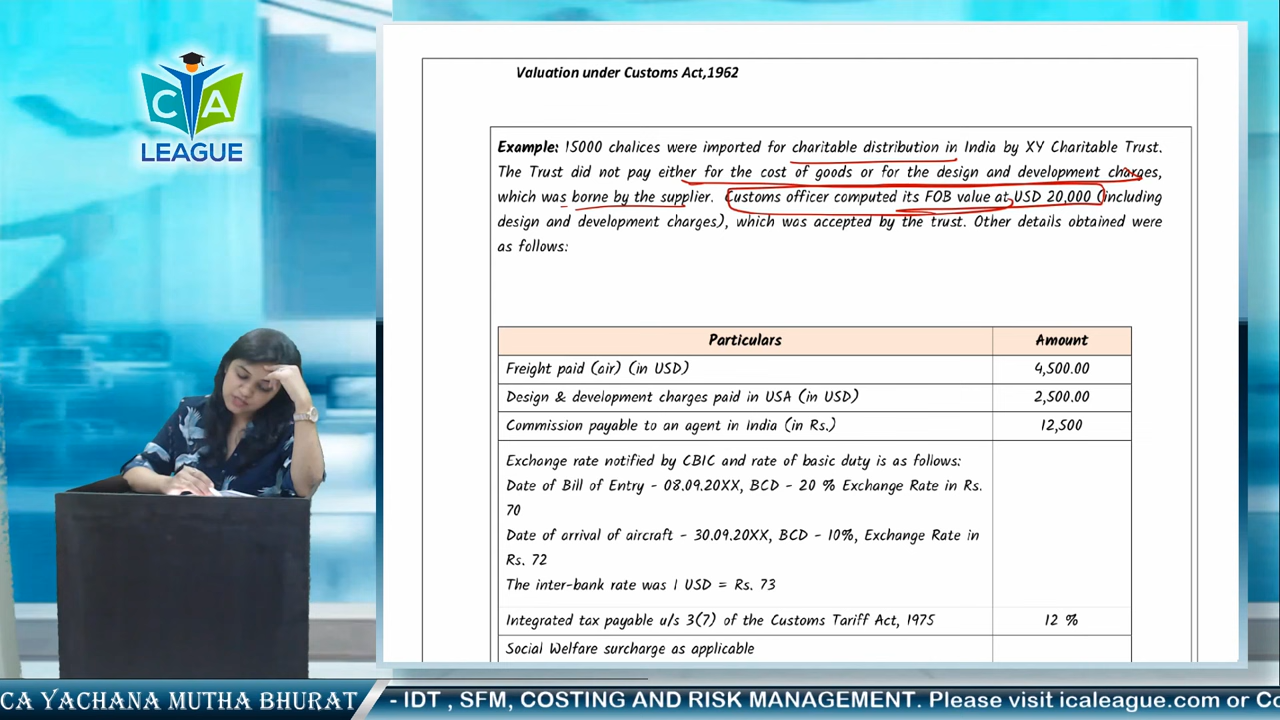 CA
LEAGUE
Valuation under Customs Act,1962
Example: 15000 chalices were imported for charitable distribution in India by XY Charitable Trust.
The Trust did not pay either for the cost of goods or for the design and development charges,
which was borne by the supplier. Customs officer computed its FOB value at USD 20,000 (including
design and development charges), which was accepted by the trust. Other details obtained were
as follows:
Particulars Amount
Freight paid (air) (in USD) 4,500.00
Design & development charges paid in USA (in USD) 2,500.00
Commission payable to an agent in India (in Rs.) 12,500
Exchange rate notified by CBIC and rate of basic duty is as follows:
Date of Bill of Entry - 08.09.20XX, BCD - 20 % Exchange Rate in Rs.
70
Date of arrival of aircraft - 30.09.20XX, BCD - 10%, Exchange Rate in
Rs. 72
The inter-bank rate was 1 USD = Rs. 73
Integrated tax payable u/s 3(7) of the Customs Tariff Act, 1975 12 %
Social Welfare surcharge as applicable
CA YACHANA MUTHA BHURAT - IDT , SFM, COSTING AND RISK MANAGEMENT. Please visit icaleague.com or Co